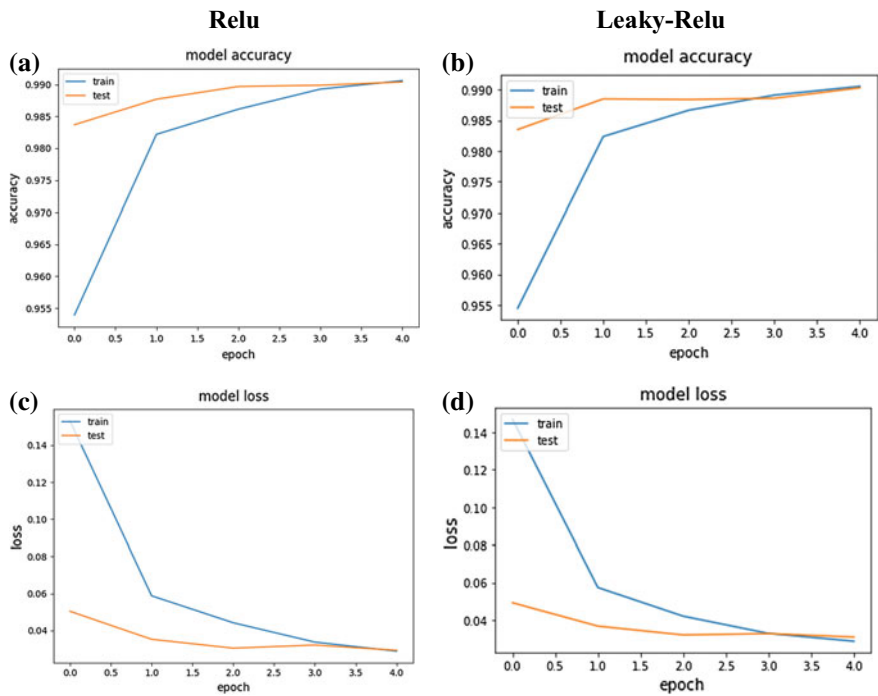 Relu
Leaky-Relu
(a)
model accuracy
train
test
0.990
0.985
0.980
0.975
0.970
0.965
0.960
0.955
accuracy
0.0 0.5 1.0 1.5 2.0 2.5 3.0 3.5 4.0
epoch
(b)
model accuracy
train
test
0.990
0.985
0.980
0.975
0.970
0.965
0.960
0.955
accuracy
0.0 0.5 1.0 1.5 2.0 2.5 3.0 3.5 4.0
epoch
(c)
model loss
train
test
0.14
0.12
0.10
0.08
0.06
0.04
loss
0.0 0.5 1.0 1.5 2.0 2.5 3.0 3.5 4.0
epoch
(d)
model loss
train
test
0.14
0.12
0.10
0.08
0.06
0.04
loss
0.0 0.5 1.0 1.5 2.0 2.5 3.0 3.5 4.0
epoch